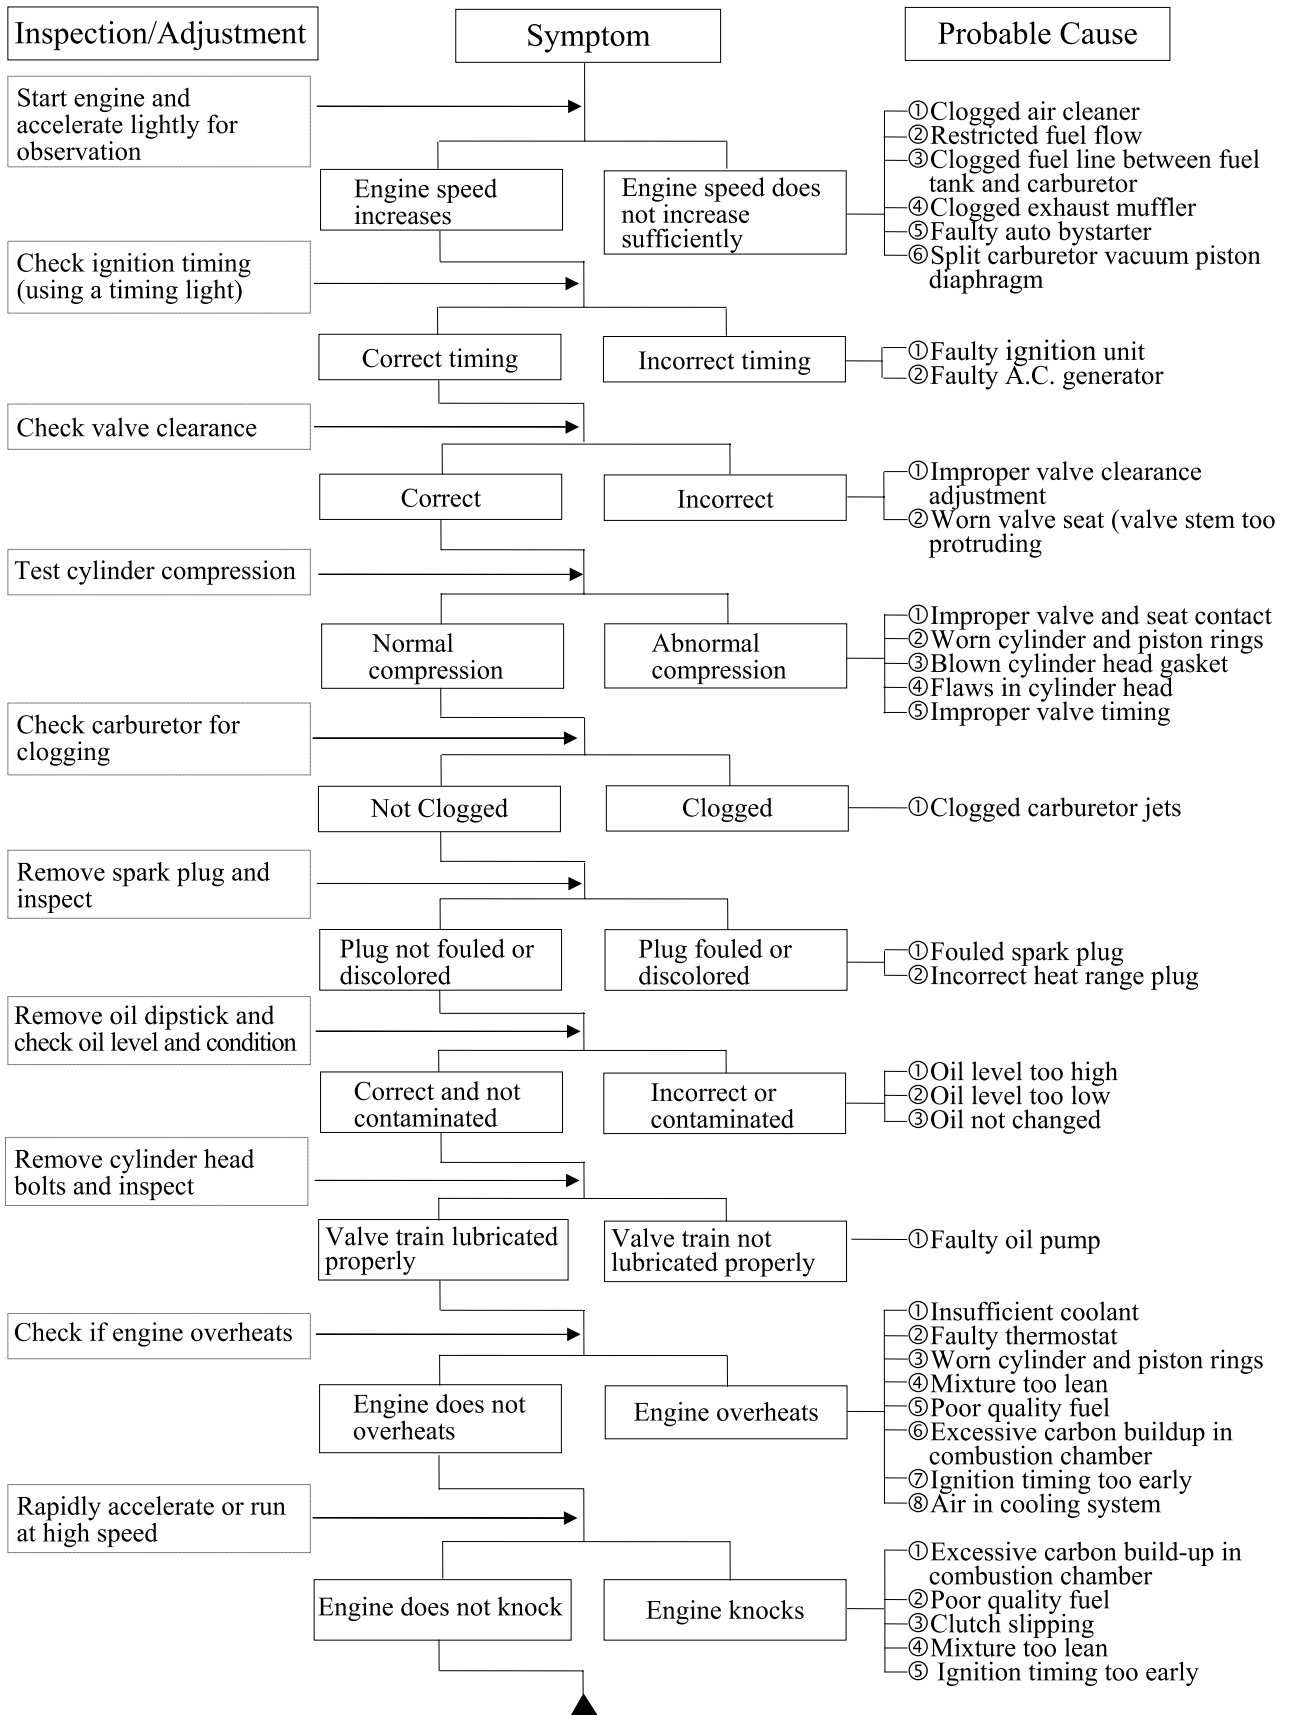 Inspection/Adjustment
Symptom
Probable Cause
Start engine and
accelerate lightly for
observation
Engine speed
increases
Engine speed does
not increase
sufficiently
①Clogged air cleaner
②Restricted fuel flow
③Clogged fuel line between fuel
tank and carburetor
④Clogged exhaust muffler
⑤Faulty auto bystarter
⑥Split carburetor vacuum piston
diaphragm
Check ignition timing
(using a timing light)
Correct timing
Incorrect timing
①Faulty ignition unit
②Faulty A.C. generator
Check valve clearance
Correct
Incorrect
①Improper valve clearance
adjustment
②Worn valve seat (valve stem too
protruding
Test cylinder compression
Normal
compression
Abnormal
compression
①Improper valve and seat contact
②Worn cylinder and piston rings
③Blown cylinder head gasket
④Flaws in cylinder head
⑤Improper valve timing
Check carburetor for
clogging
Not Clogged
Clogged
①Clogged carburetor jets
Remove spark plug and
inspect
Plug not fouled or
discolored
Plug fouled or
discolored
①Fouled spark plug
②Incorrect heat range plug
Remove oil dipstick and
check oil level and condition
Correct and not
contaminated
Incorrect or
contaminated
①Oil level too high
②Oil level too low
③Oil not changed
Remove cylinder head
bolts and inspect
Valve train lubricated
properly
Valve train not
lubricated properly
①Faulty oil pump
Check if engine overheats
Engine does not
overheats
Engine overheats
①Insufficient coolant
②Faulty thermostat
③Worn cylinder and piston rings
④Mixture too lean
⑤Poor quality fuel
⑥Excessive carbon buildup in
combustion chamber
⑦Ignition timing too early
⑧Air in cooling system
Rapidly accelerate or run
at high speed
Engine does not knock
Engine knocks
①Excessive carbon build-up in
combustion chamber
②Poor quality fuel
③Clutch slipping
④Mixture too lean
⑤ Ignition timing too early